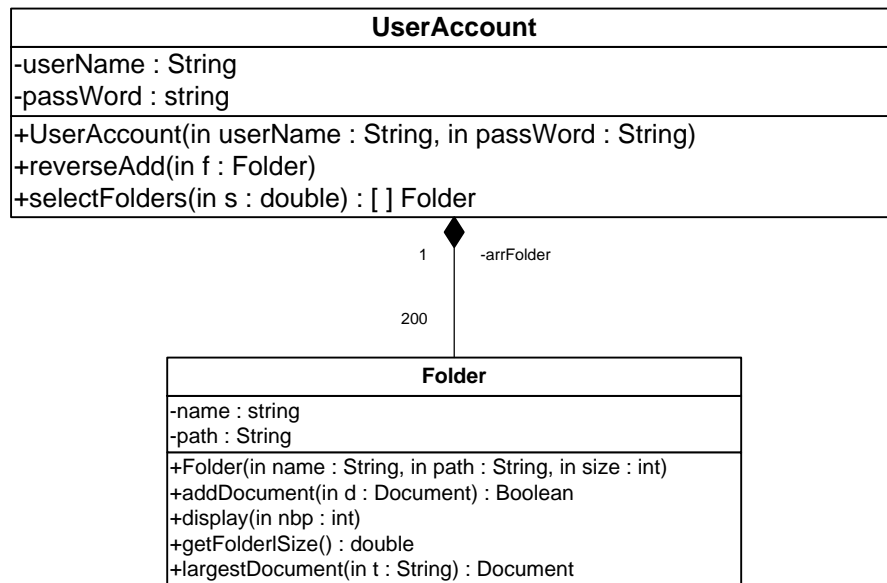 UserAccount
-userName : String
-passWord : string
+UserAccount(in userName : String, in passWord : String)
+reverseAdd(in f : Folder)
+selectFolders(in s : double) : [ ] Folder
1 -arrFolder
200
Folder
-name : string
-path : String
+Folder(in name : String, in path : String, in size : int)
+addDocument(in d : Document) : Boolean
+display(in nbp : int)
+getFolderlSize() : double
+largestDocument(in t : String) : Document